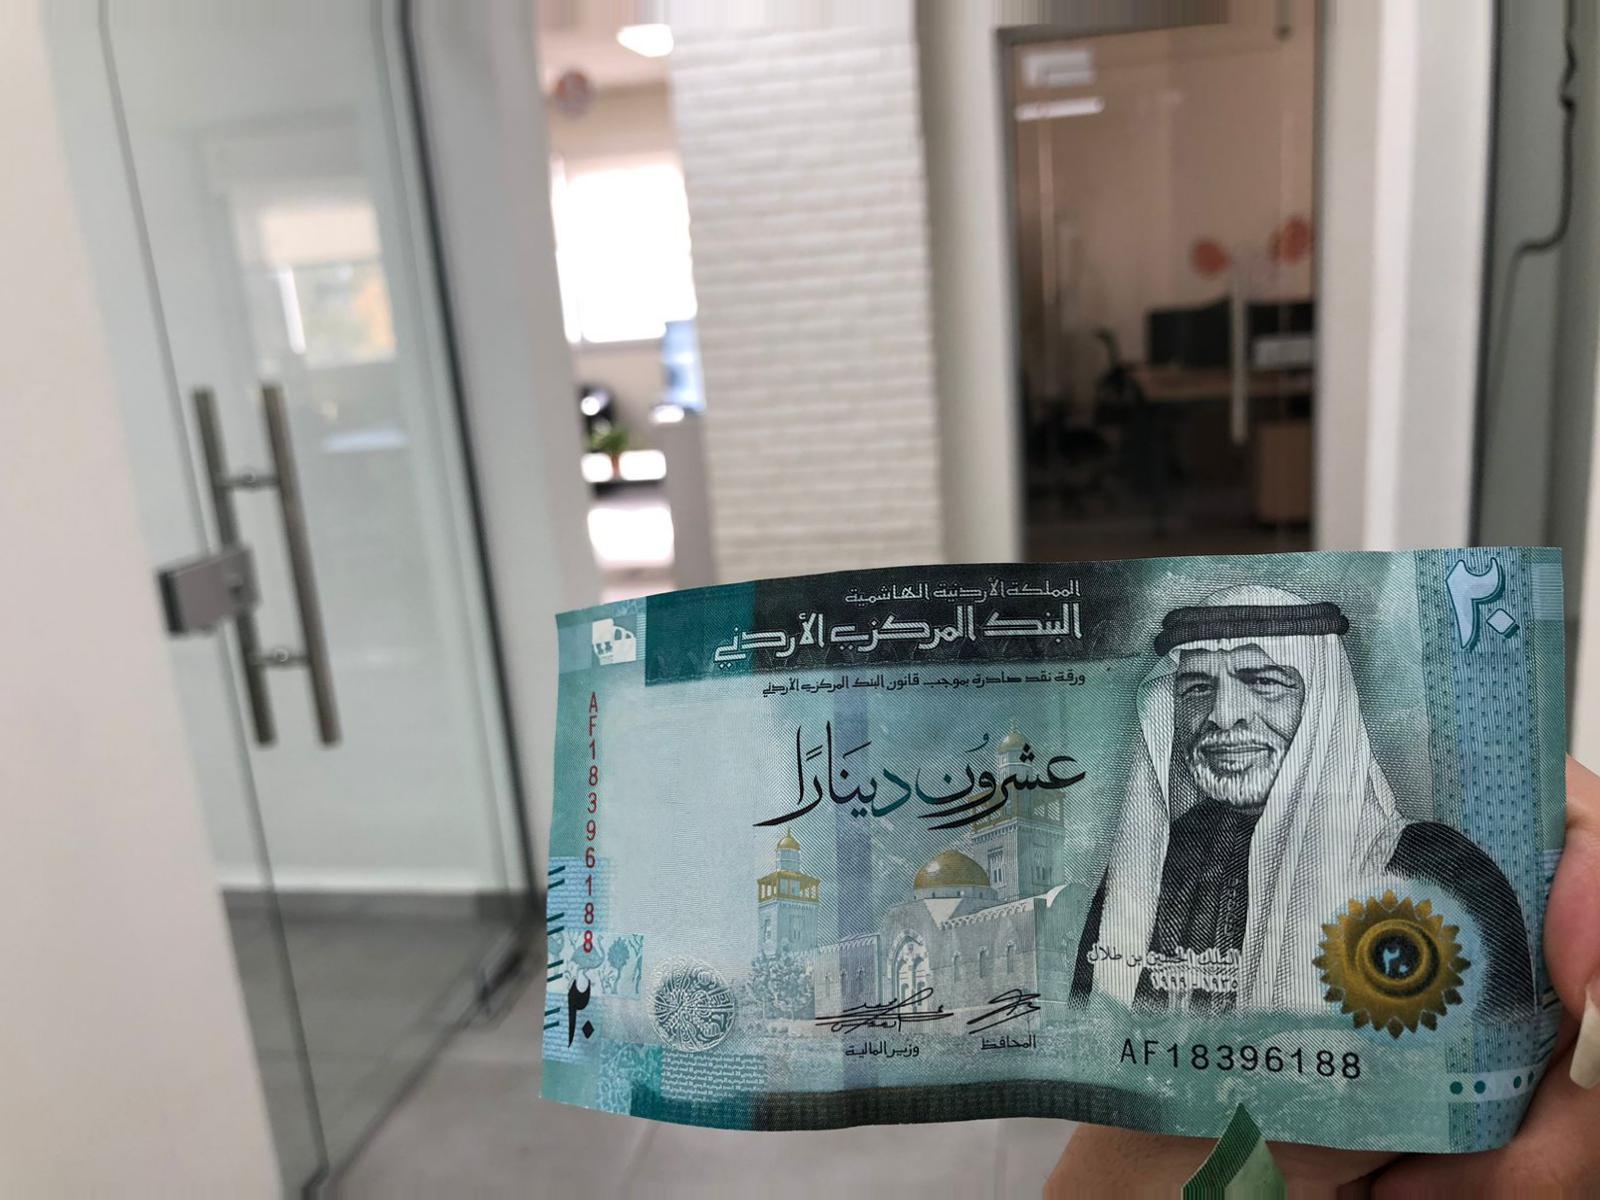 المملكة الأردنية الهاشمية
البنك المركزي الأردني
ورقة نقد صادرة بموجب قانون البنك المركزي الأردني
٢٠
عشرون دينارًا
AF18396188
الملك الحسين بن طلال
١٩٣٥-١٩٩٩
٢٠
المحافظ
وزير المالية
AF18396188
٢٠